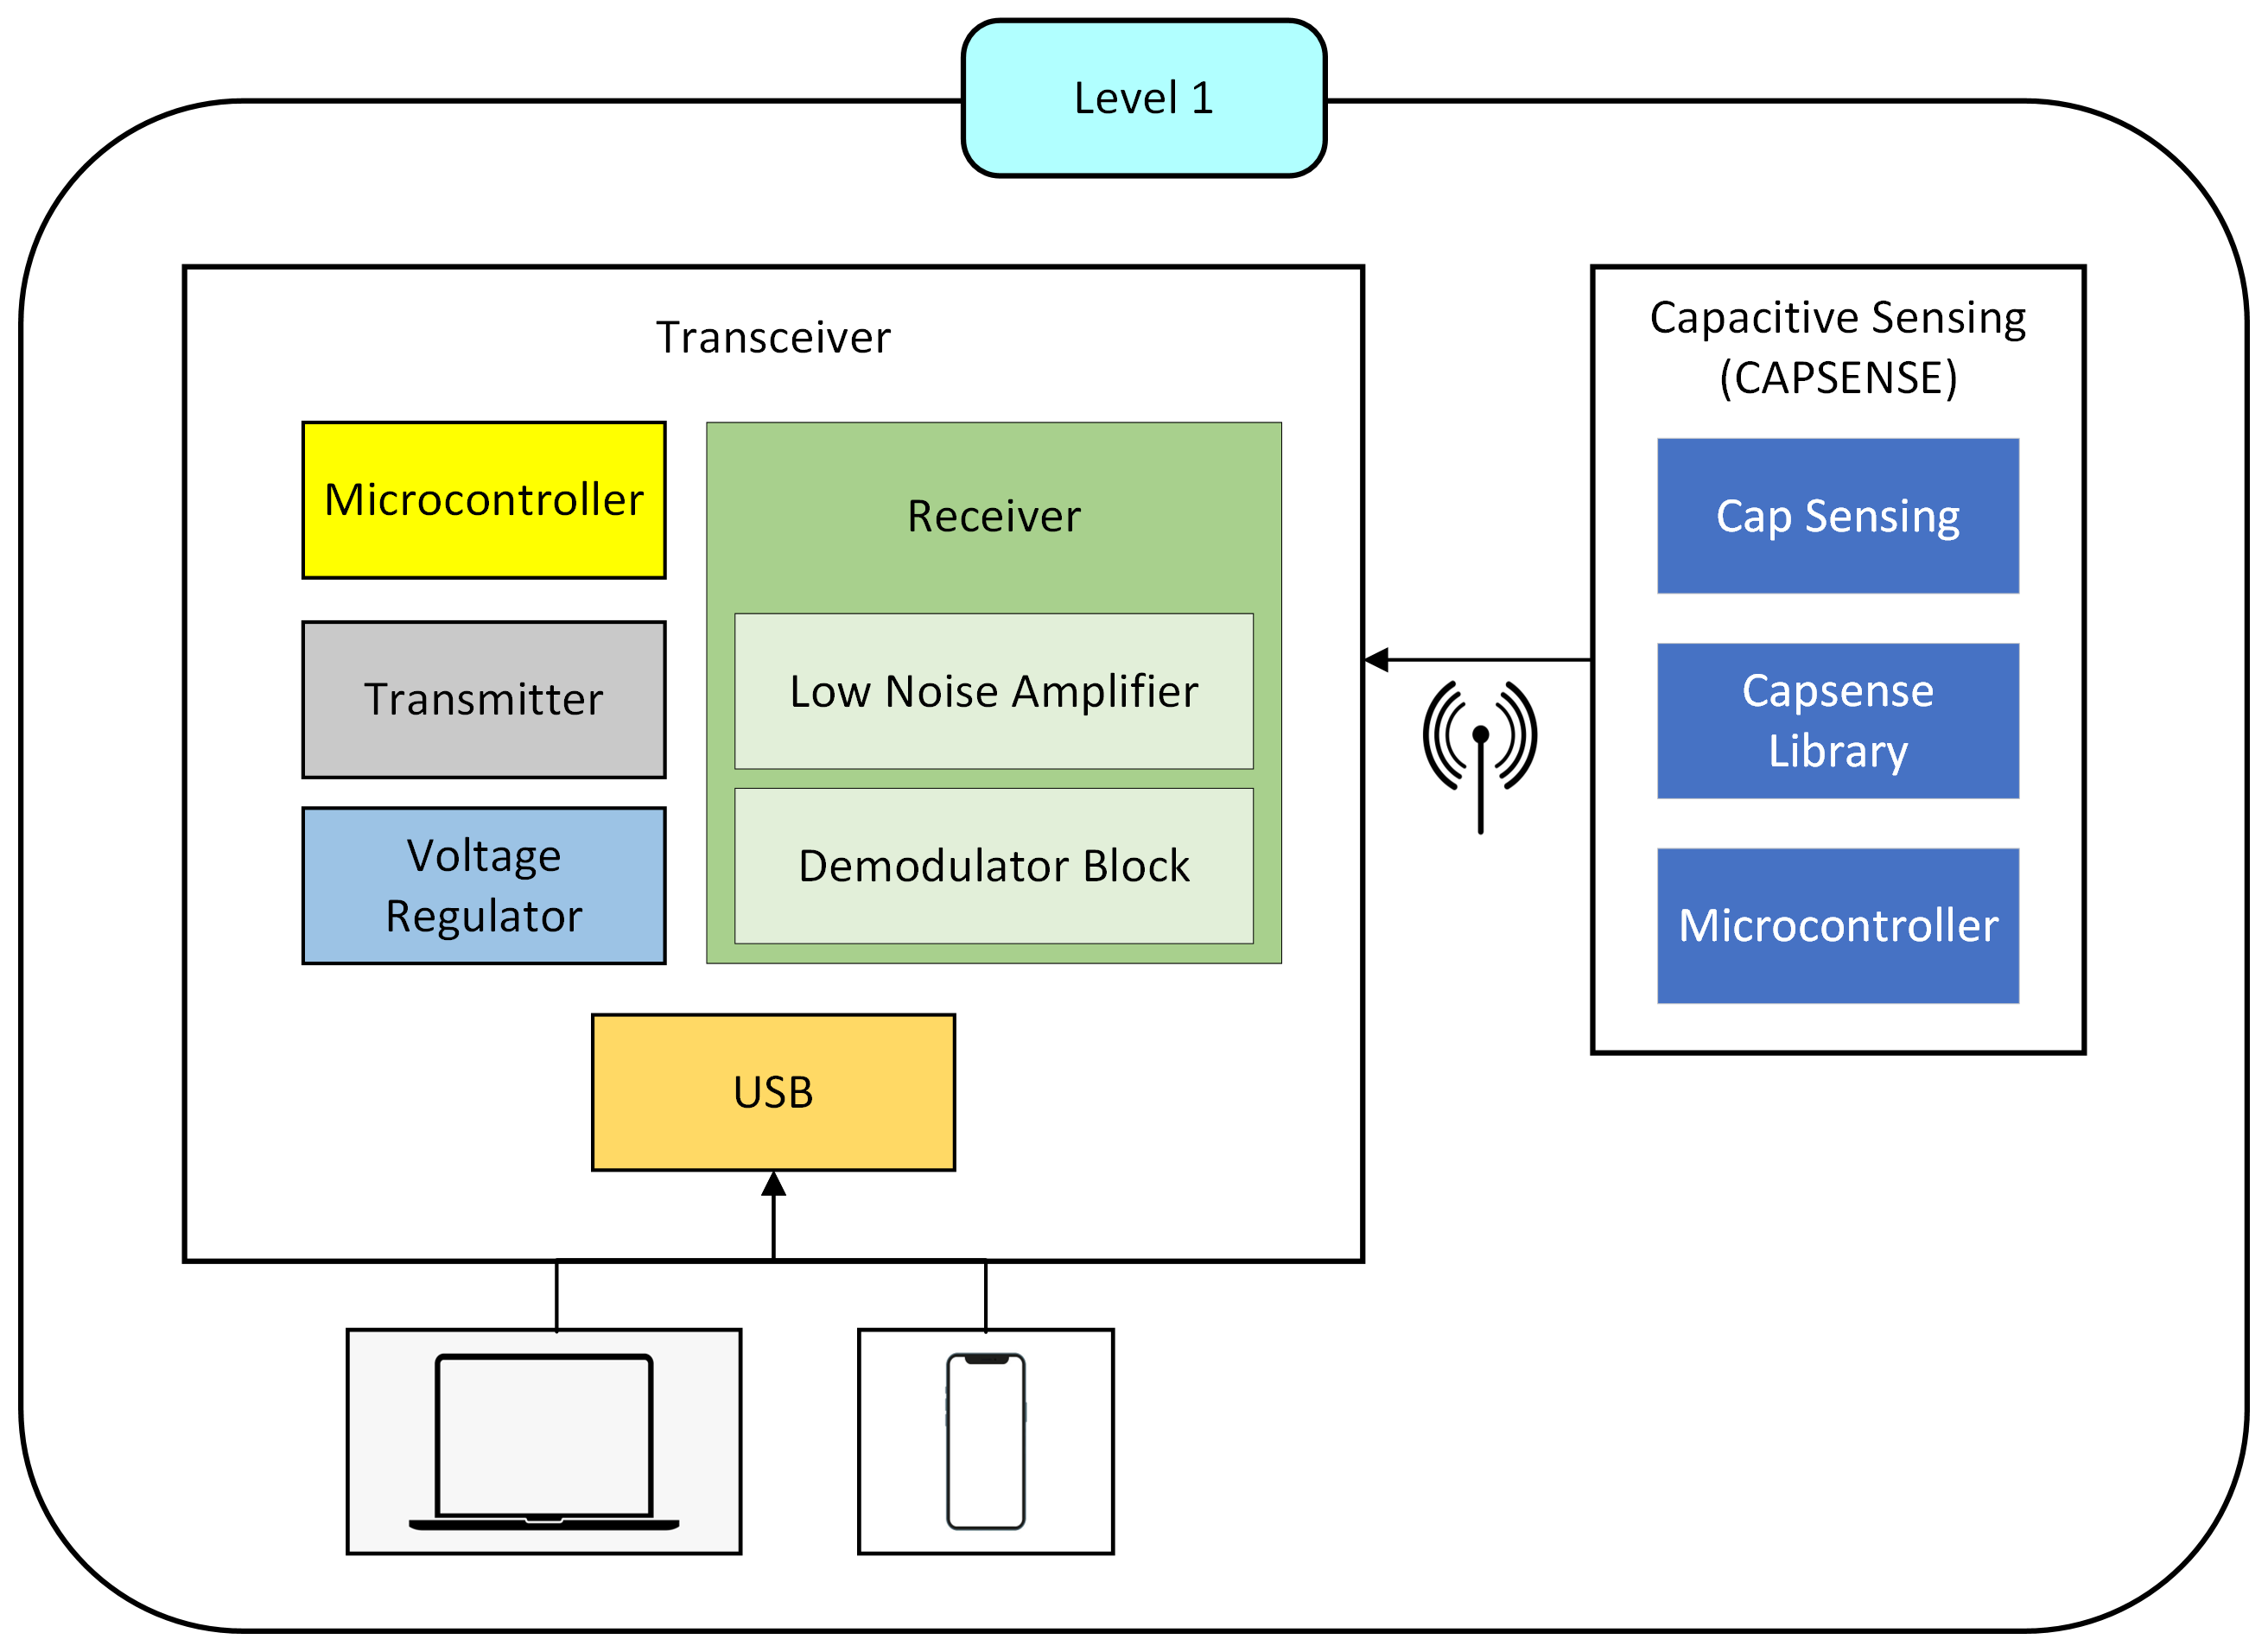 Level 1
Transceiver
Microcontroller
Transmitter
Voltage
Regulator
Receiver
Low Noise Amplifier
Demodulator Block
USB
Capacitive Sensing
(CAPSENSE)
Cap Sensing
Capsense
Library
Microcontroller